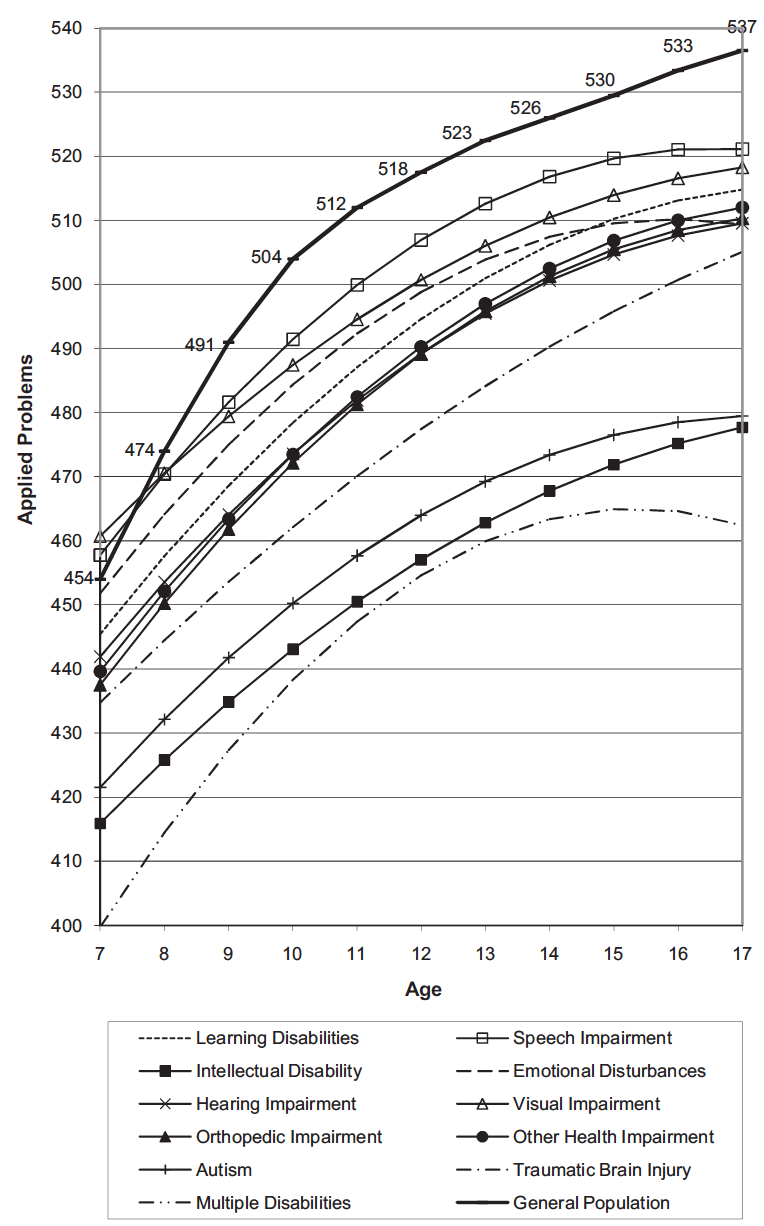 540
537
533
530
530
526
523
520
518
512
510
504
500
491
490
480
474
470
460
454
450
440
430
420
410
400
Applied Problems
7 8 9 10 11 12 13 14 15 16 17
Age
Learning Disabilities Speech Impairment
Intellectual Disability Emotional Disturbances
Hearing Impairment Visual Impairment
Orthopedic Impairment Other Health Impairment
Autism Traumatic Brain Injury
Multiple Disabilities General Population